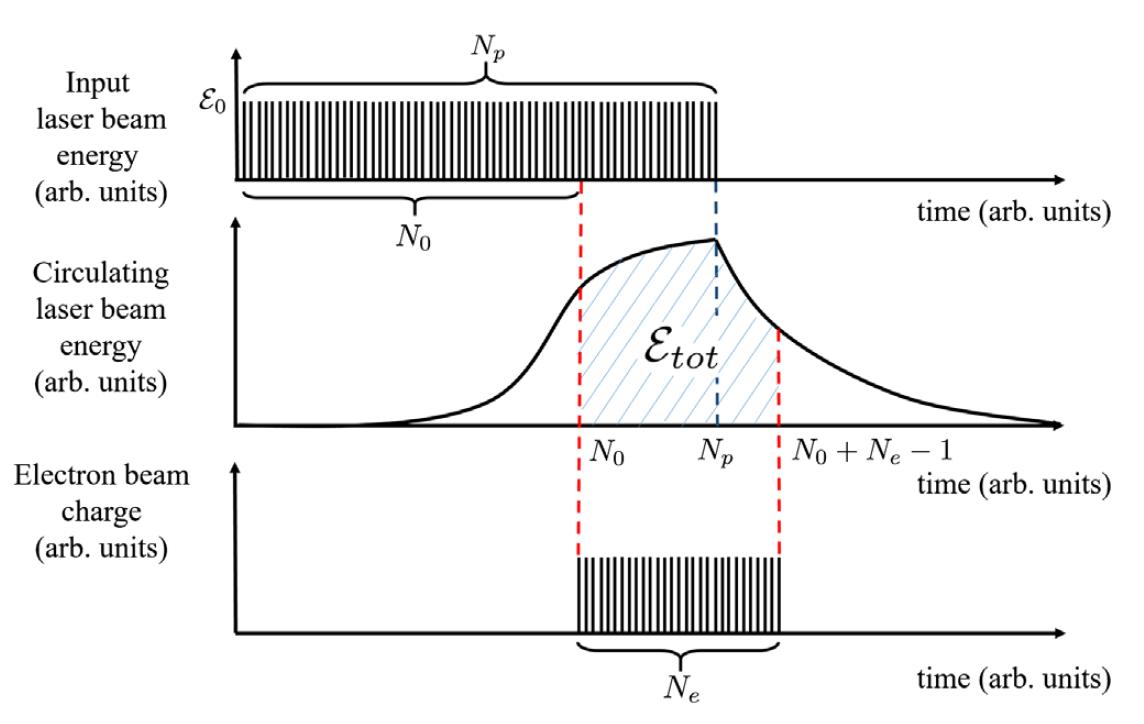 N_p
Input
laser beam
energy
(arb. units)
ℰ_0
time (arb. units)
N_0
Circulating
laser beam
energy
(arb. units)
ℰ_tot
N_0
N_p
N_0 + N_e − 1
time (arb. units)
Electron beam
charge
(arb. units)
time (arb. units)
N_e